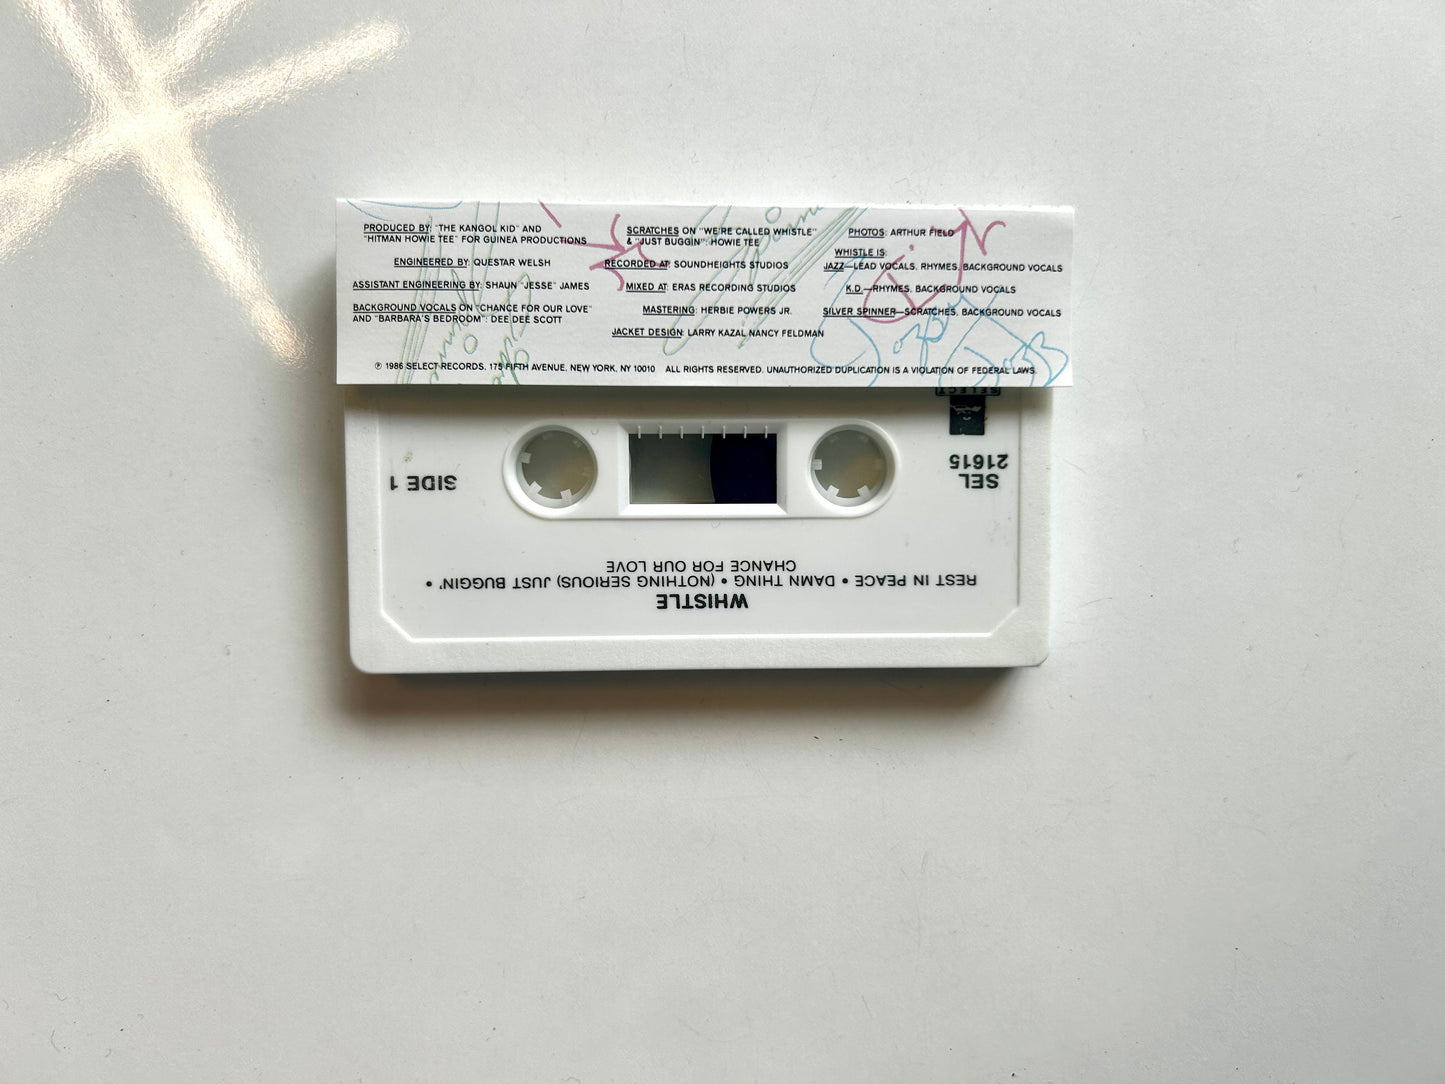 PRODUCED BY: "THE KANGOL KID" AND
"HITMAN HOWIE TEE" FOR GUINEA PRODUCTIONS
ENGINEERED BY: QUESTAR WELSH
ASSISTANT ENGINEERING BY: SHAUN "JESSE" JAMES
BACKGROUND VOCALS ON "CHANCE FOR OUR LOVE"
AND "BARBARA'S BEDROOM": DEE DEE SCOTT
SCRATCHES ON "WE'RE CALLED WHISTLE"
& "JUST BUGGIN": HOWIE TEE
RECORDED AT: SOUNDHEIGHTS STUDIOS
MIXED AT: ERAS RECORDING STUDIOS
MASTERING: HERBIE POWERS JR.
JACKET DESIGN: LARRY KAZAL NANCY FELDMAN
PHOTOS: ARTHUR FIELD
WHISTLE IS:
JAZZ—LEAD VOCALS, RHYMES, BACKGROUND VOCALS
K.D.—RHYMES, BACKGROUND VOCALS
SILVER SPINNER—SCRATCHES, BACKGROUND VOCALS
℗ 1986 SELECT RECORDS, 175 FIFTH AVENUE, NEW YORK, NY 10010 ALL RIGHTS RESERVED. UNAUTHORIZED DUPLICATION IS A VIOLATION OF FEDERAL LAWS.
WHISTLE
REST IN PEACE • DAMN THING • (NOTHING SERIOUS) JUST BUGGIN' •
CHANCE FOR OUR LOVE
SEL
21615
SIDE 1
SELECT